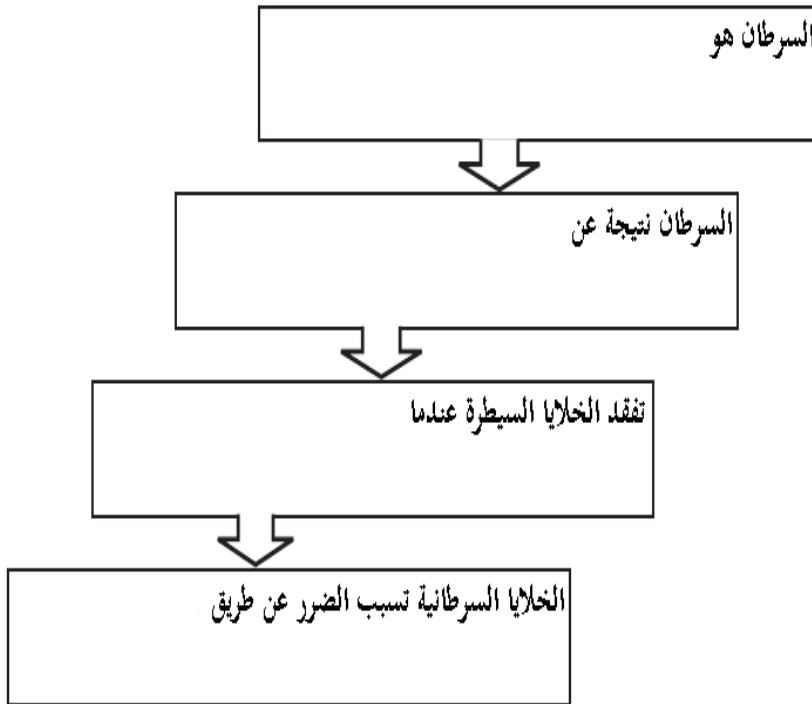 السرطان هو
السرطان نتيجة عن
تفقد الخلايا السيطرة عندما
الخلايا السرطانية تسبب الضرر عن طريق